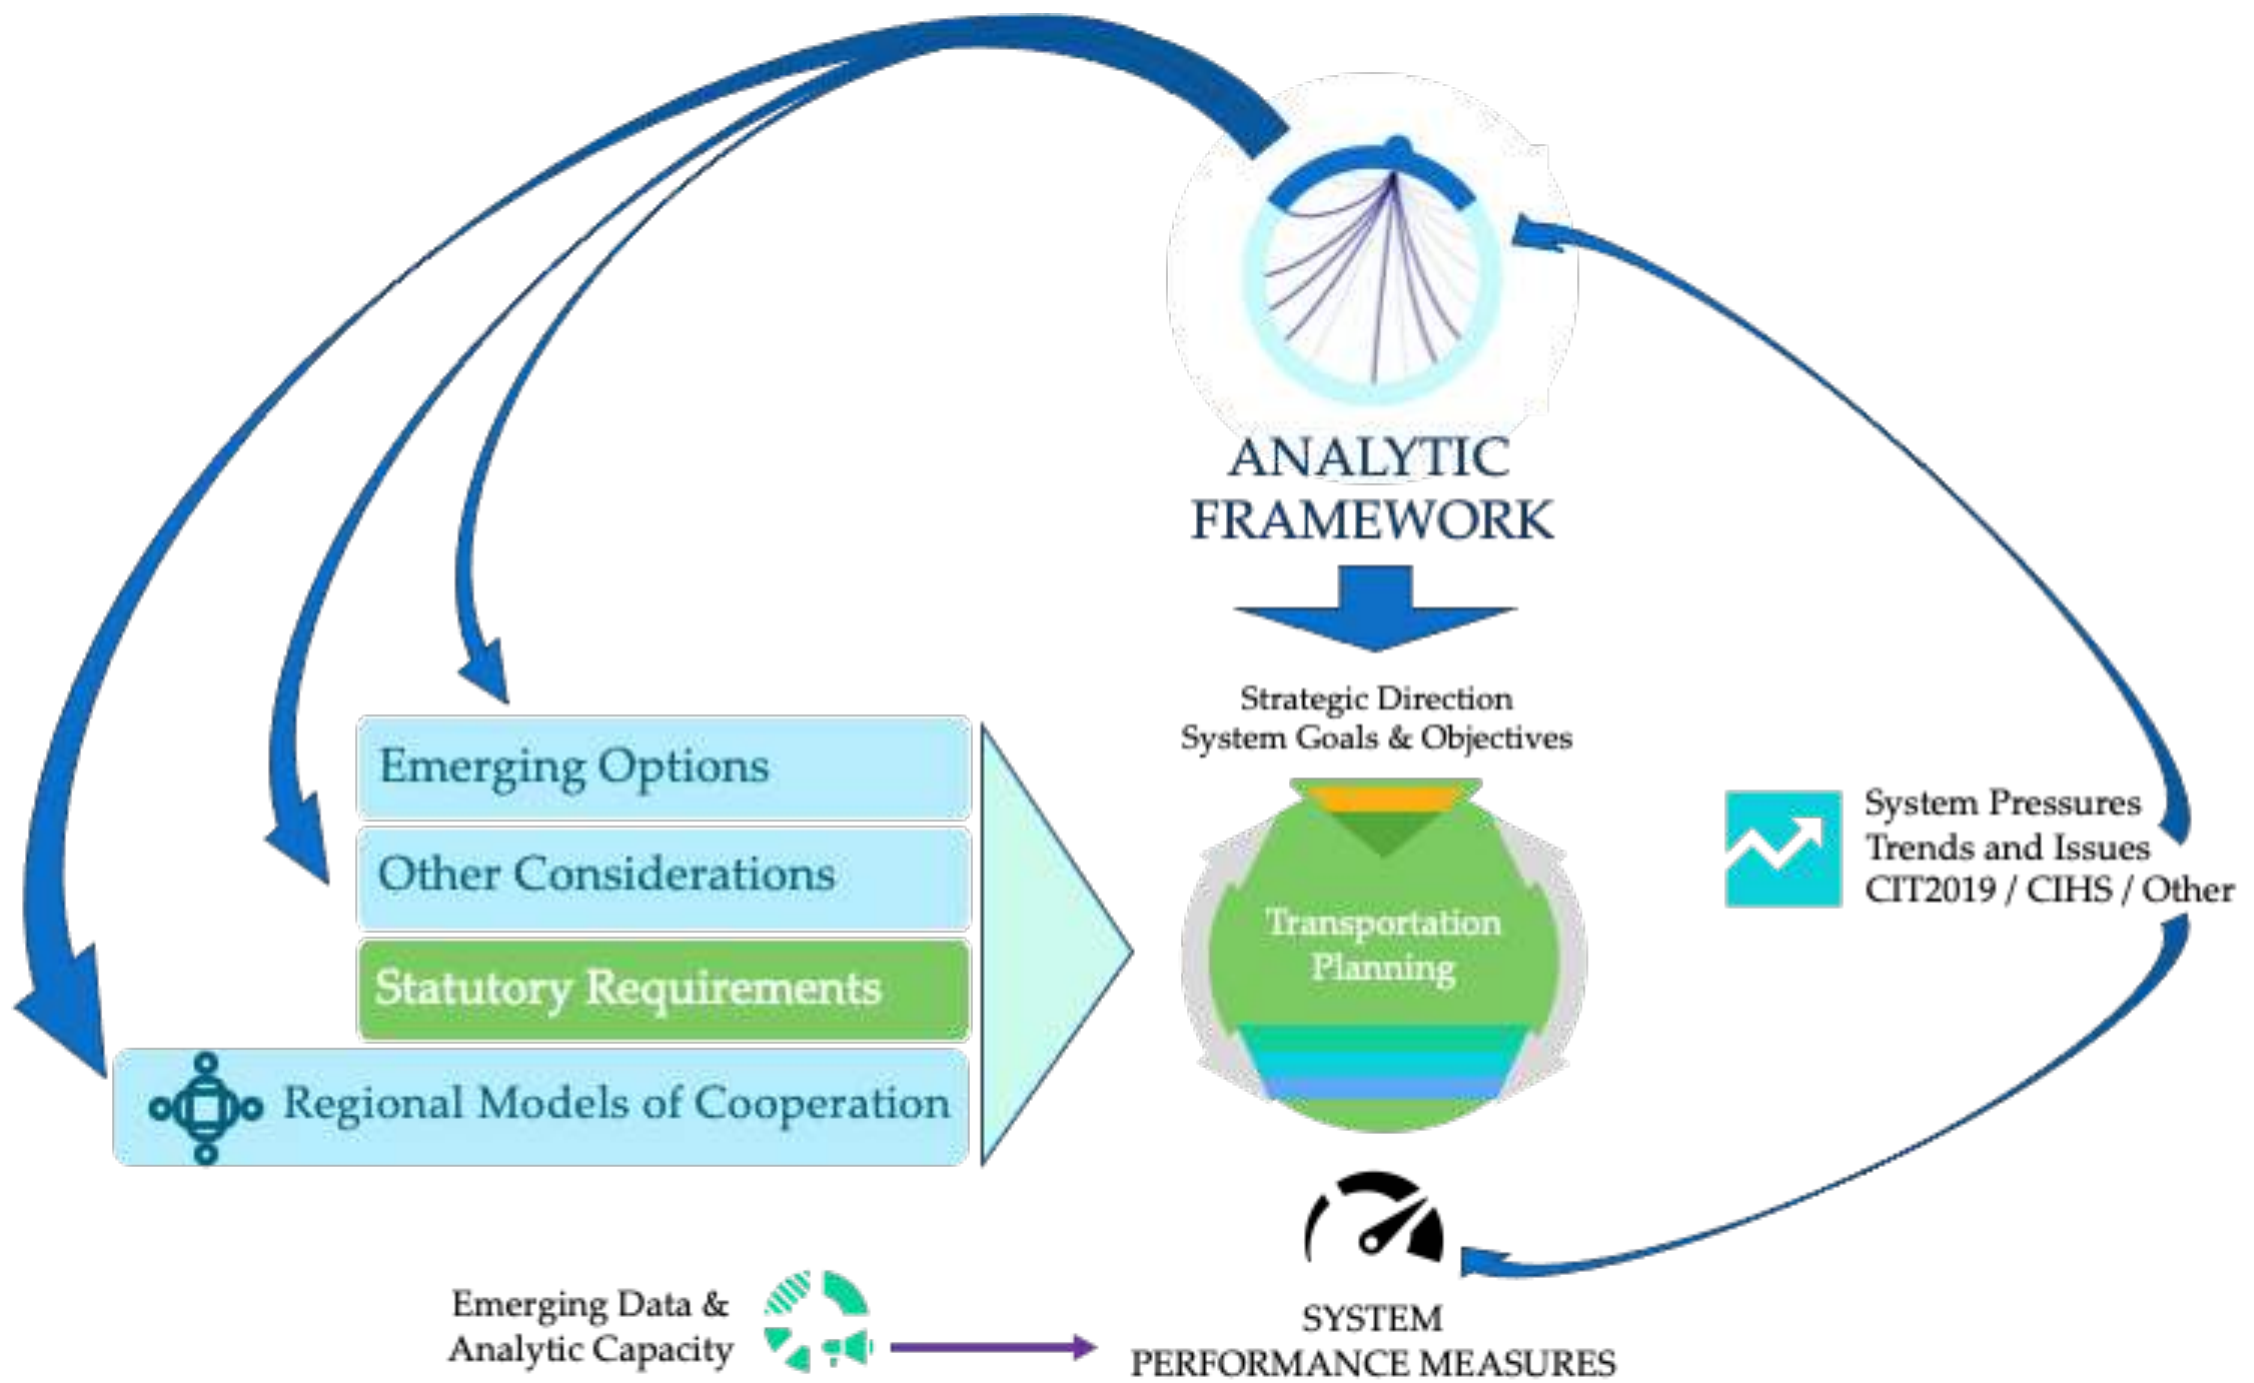 ANALYTIC
FRAMEWORK
Strategic Direction
System Goals & Objectives
Emerging Options
Other Considerations
Statutory Requirements
Regional Models of Cooperation
Transportation
Planning
System Pressures
Trends and Issues
CIT2019 / CIHS / Other
Emerging Data &
Analytic Capacity
SYSTEM
PERFORMANCE MEASURES